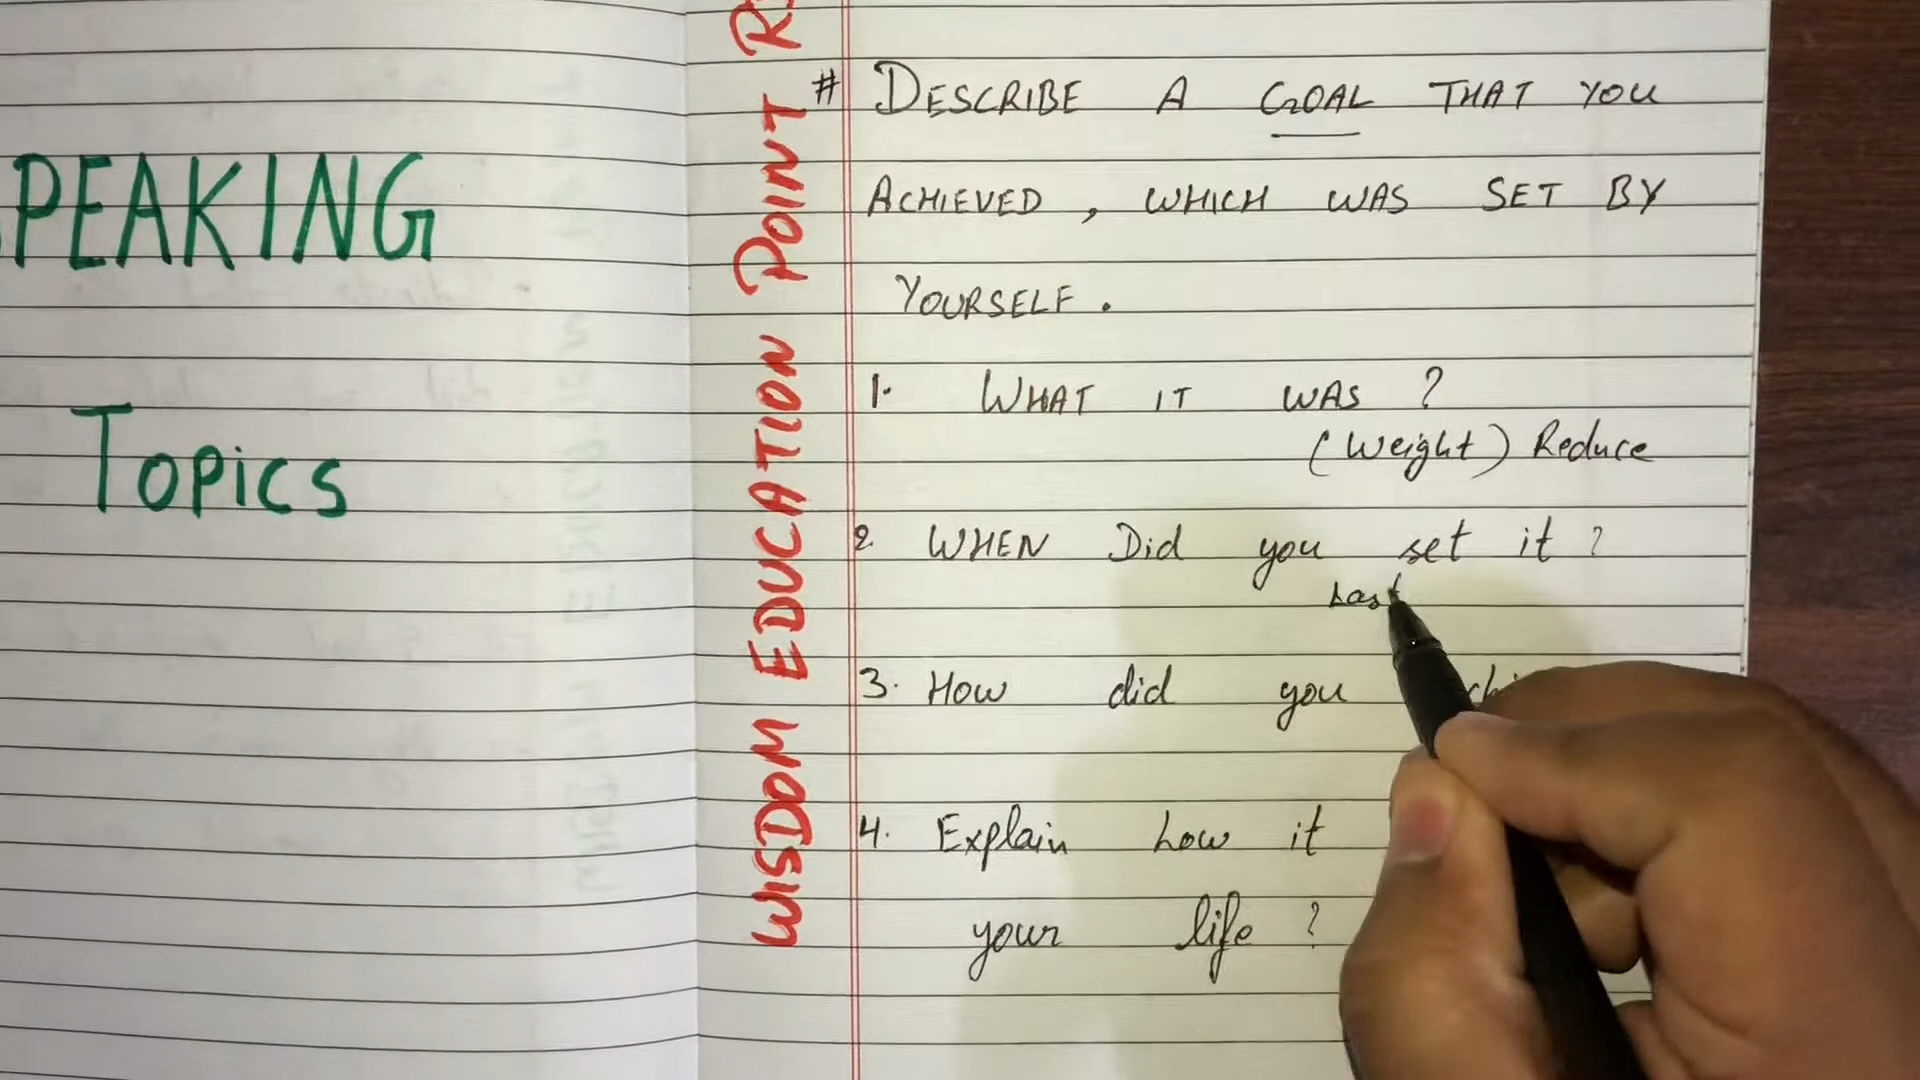 PEAKING
Topics
WISDOM EDUCATION POINT R
# DESCRIBE A GOAL THAT YOU
ACHIEVED, WHICH WAS SET BY
YOURSELF.
1. WHAT IT WAS ?
(Weight) Reduce
2. WHEN Did you set it ?
Last
3. How did you
4. Explain how it
your life ?